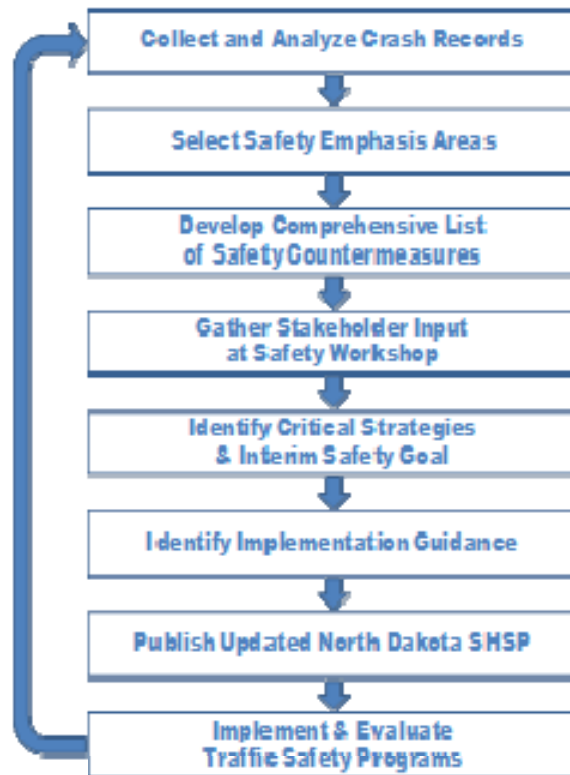 Collect and Analyze Crash Records
Select Safety Emphasis Areas
Develop Comprehensive List
of Safety Countermeasures
Gather Stakeholder Input
at Safety Workshop
Identify Critical Strategies
& Interim Safety Goal
Identify Implementation Guidance
Publish Updated North Dakota SHSP
Implement & Evaluate
Traffic Safety Programs